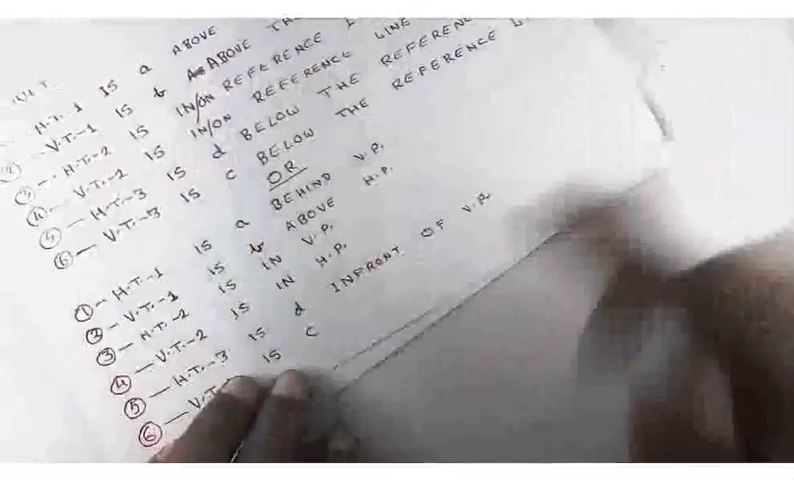 H.T.-1 IS a ABOVE
V.T.-1 IS b ABOVE
③- H.T.-2 IS IN/ON REFERENCE
④- V.T.-2 IS IN/ON REFERENCE LINE
⑤- H.T.-3 IS d BELOW THE REFERENC
⑥- V.T.-3 IS c BELOW THE REFERENCE
OR
①- H.T.-1 IS a BEHIND V.P.
②- V.T.-1 IS b ABOVE H.P.
③- H.T.-2 IS IN V.P.
④- V.T.-2 IS IN H.P.
⑤- H.T.-3 IS d INFRONT OF V.P.
⑥- V.T. IS C